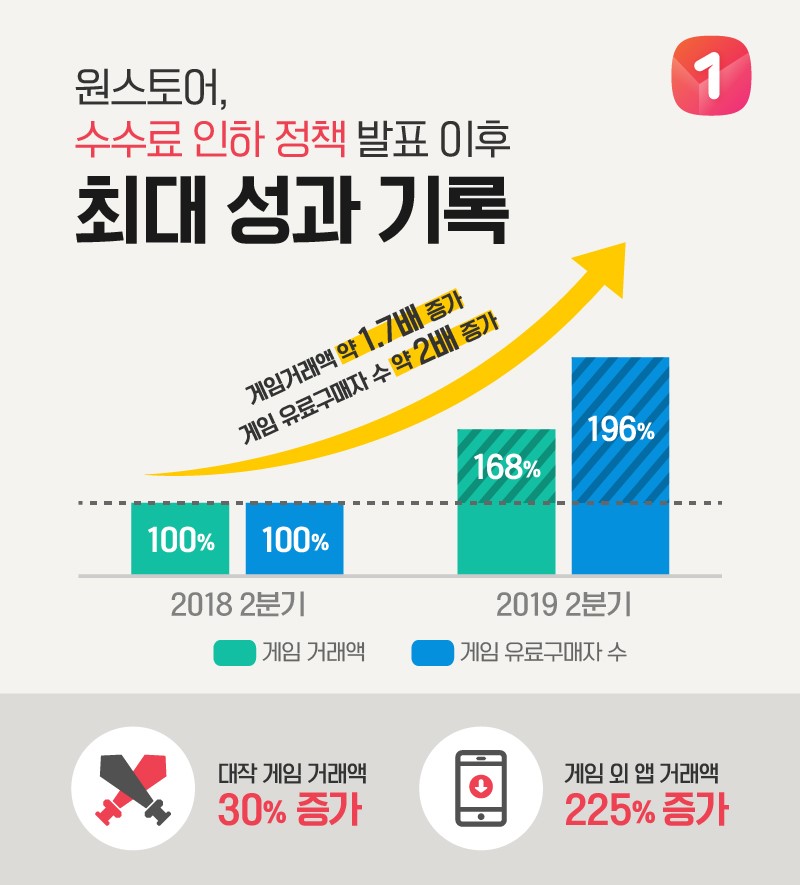 1
원스토어,
수수료 인하 정책 발표 이후
최대 성과 기록
게임거래액 약 1.7배 증가
게임 유료구매자 수 약 2배 증가
100%
100%
168%
196%
2018 2분기
2019 2분기
게임 거래액
게임 유료구매자 수
대작 게임 거래액
30% 증가
게임 외 앱 거래액
225% 증가